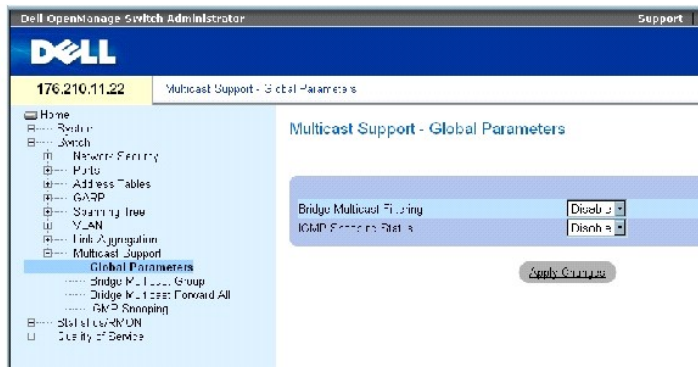 Dell OpenManage Switch Administrator
Support
DELL
176.210.11.22
Multicast Support - Global Parameters
Home
System
Switch
Network Security
Ports
Address Tables
GARP
Spanning Tree
VLAN
Link Aggregation
Multicast Support
Global Parameters
Bridge Multicast Group
Bridge Multicast Forward All
IGMP Snooping
Statistics/RMON
Quality of Service
Multicast Support - Global Parameters
Bridge Multicast Filtering
Disable
IGMP Snooping Status
Disable
Apply Changes